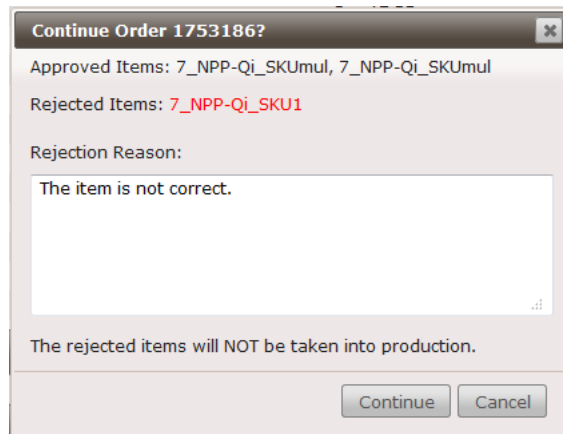 Continue Order 1753186?
Approved Items: 7_NPP-Qi_SKUmul, 7_NPP-Qi_SKUmul
Rejected Items: 7_NPP-Qi_SKU1
Rejection Reason:
The item is not correct.
The rejected items will NOT be taken into production.
Continue Cancel